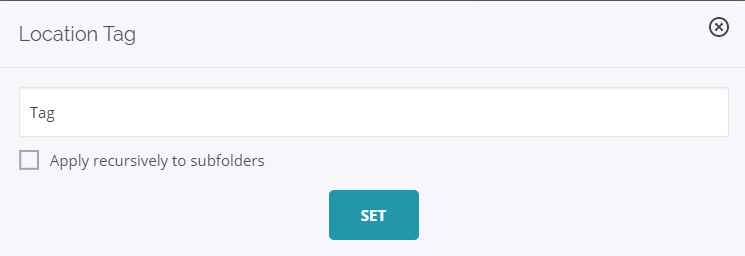 Location Tag
Tag
Apply recursively to subfolders
SET